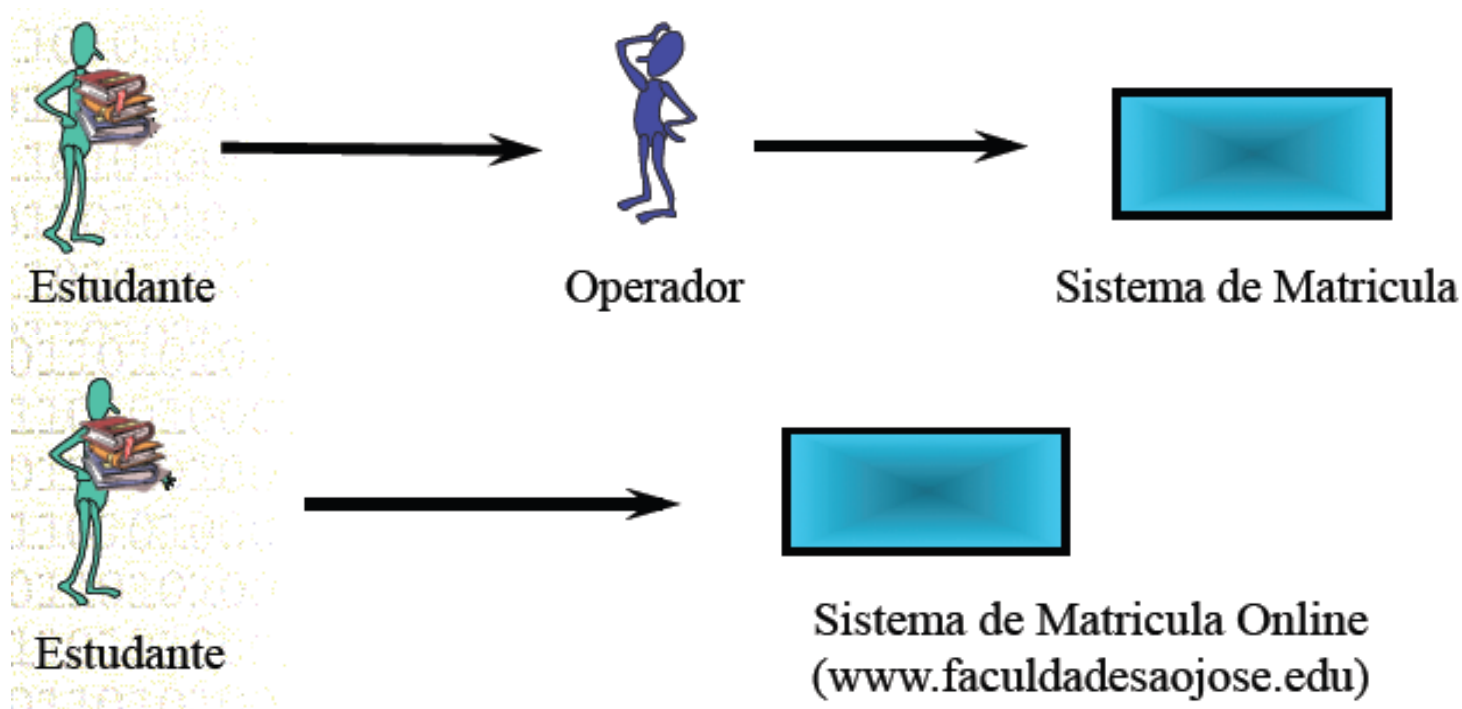 Estudante
Operador
Sistema de Matricula
Estudante
Sistema de Matricula Online
(www.faculdadesaojose.edu)